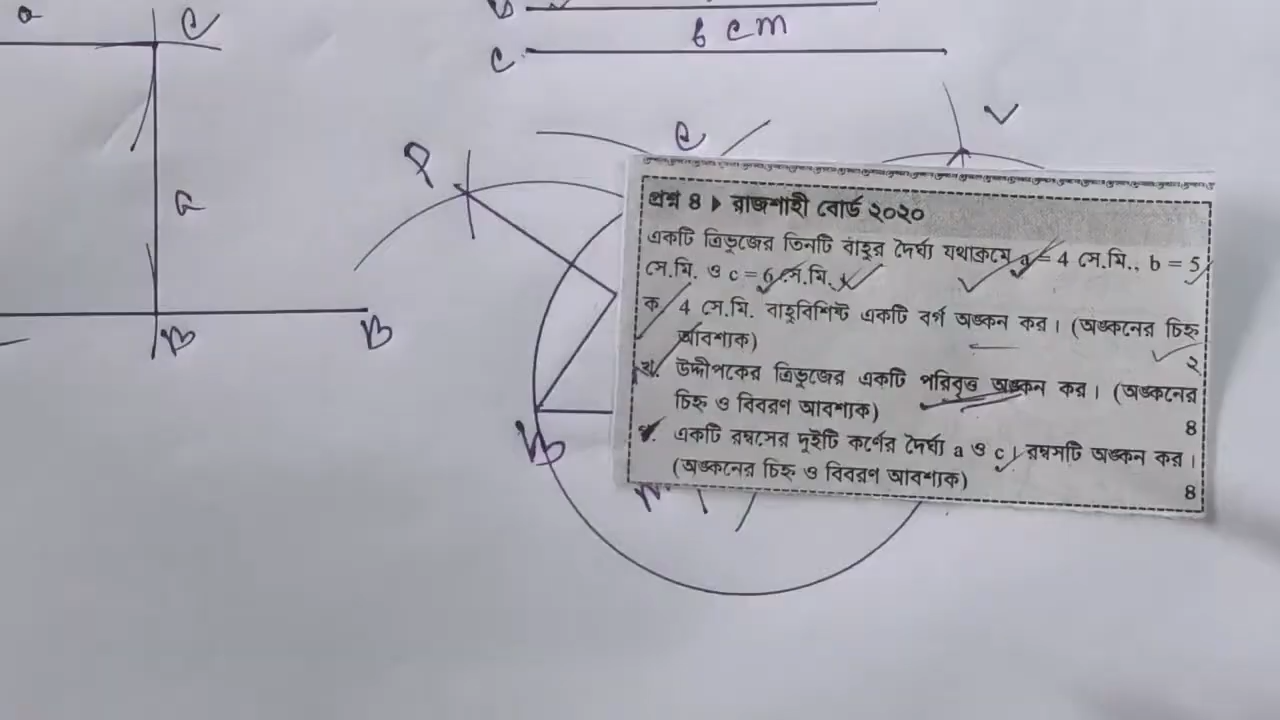 a
C
b
6 cm
C
a
B
B
P
C
V
B
প্রশ্ন ৪ ▶ রাজশাহী বোর্ড ২০২০
একটি ত্রিভুজের তিনটি বাহুর দৈর্ঘ্য যথাক্রমে a = 4 সে.মি., b = 5
সে.মি. ও c = 6 সে.মি.
ক. 4 সে.মি. বাহুবিশিষ্ট একটি বর্গ অঙ্কন কর। (অঙ্কনের চিহ্ন
আবশ্যক) ২
খ. উদ্দীপকের ত্রিভুজের একটি পরিবৃত্ত অঙ্কন কর। (অঙ্কনের
চিহ্ন ও বিবরণ আবশ্যক) ৪
গ. একটি রম্বসের দুইটি কর্ণের দৈর্ঘ্য a ও c। রম্বসটি অঙ্কন কর।
(অঙ্কনের চিহ্ন ও বিবরণ আবশ্যক) ৪